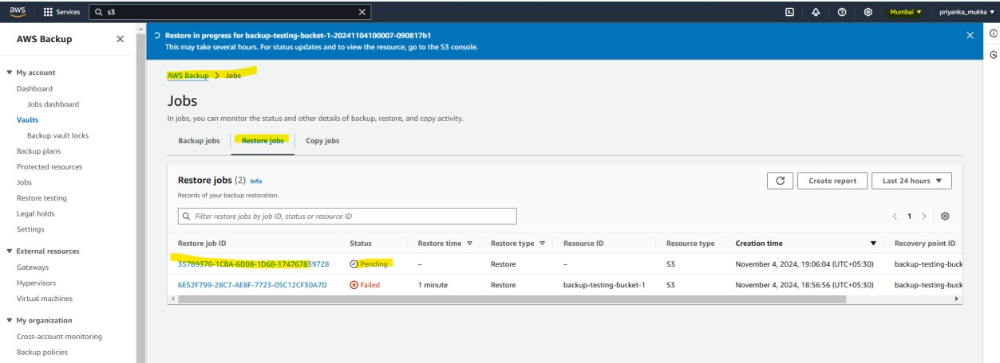 aws Services s3 Mumbai ▼ priyanka_mukka ▼
AWS Backup
Restore in progress for backup-testing-bucket-1-20241104100007-090817b1
This may take several hours. For status updates and to view the resource, go to the S3 console.
My account
Dashboard
Jobs dashboard
Vaults
Backup vault locks
Backup plans
Protected resources
Jobs
Restore testing
Legal holds
Settings
External resources
Gateways
Hypervisors
Virtual machines
My organization
Cross-account monitoring
Backup policies
AWS Backup > Jobs
Jobs
In jobs, you can monitor the status and other details of backup, restore, and copy activity.
Backup jobs Restore jobs Copy jobs
Restore jobs (2) Info
Create report Last 24 hours ▼
Records of your backup restoration.
Filter restore jobs by job ID, status or resource ID
< 1 >
Restore job ID Status Restore time Restore type Resource ID Resource type Creation time Recovery point ID
357B9370-1CBA-6D08-1D68-174767839728 Pending – Restore – S3 November 4, 2024, 19:06:04 (UTC+05:30) backup-testing-buck
6E52F799-28C7-AE8F-7723-05C12CF30A7D Failed 1 minute Restore backup-testing-bucket-1 S3 November 4, 2024, 18:56:56 (UTC+05:30) backup-testing-buck